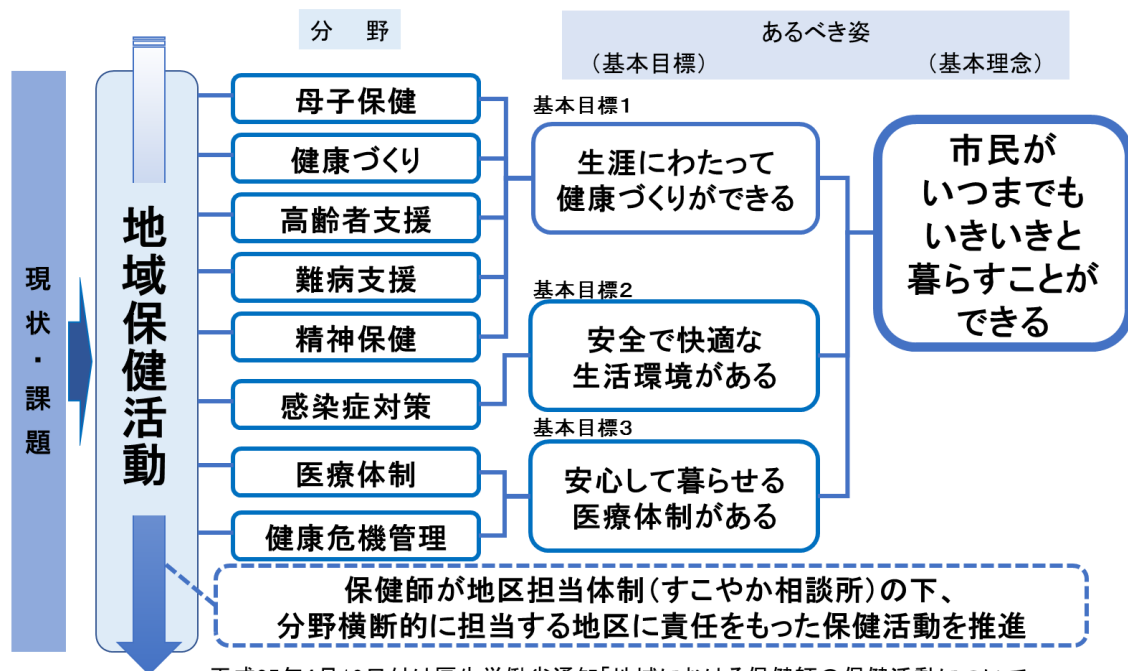 分　野
あるべき姿
（基本目標）
（基本理念）
現状・課題
地域保健活動
母子保健
健康づくり
高齢者支援
難病支援
精神保健
感染症対策
医療体制
健康危機管理
基本目標1
生涯にわたって
健康づくりができる
基本目標2
安全で快適な
生活環境がある
基本目標3
安心して暮らせる
医療体制がある
市民が
いつまでも
いきいきと
暮らすことが
できる
保健師が地区担当体制（すこやか相談所）の下、
分野横断的に担当する地区に責任をもった保健活動を推進